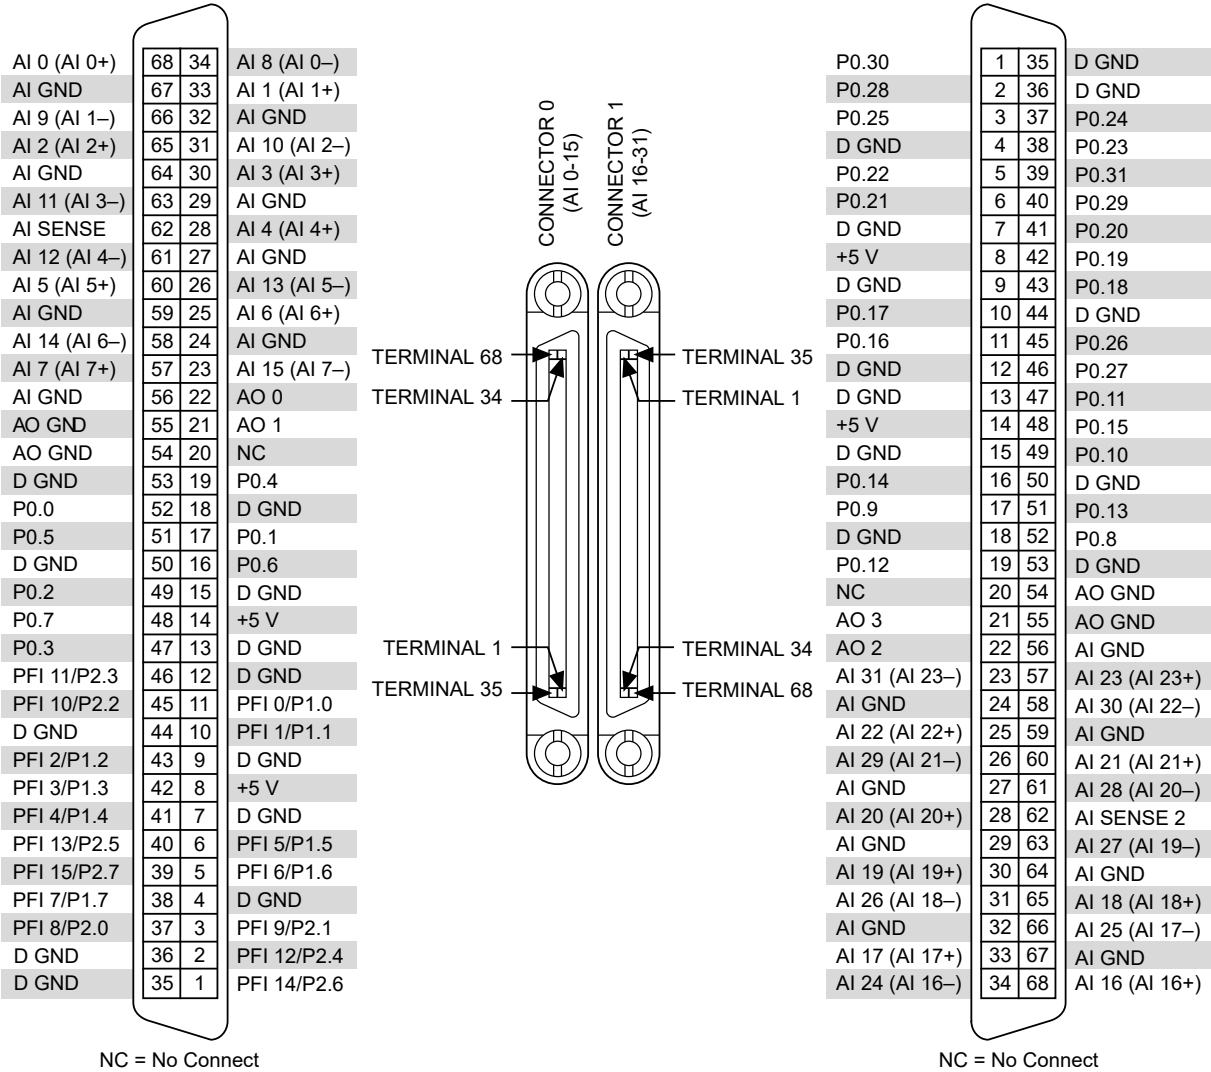 AI 0 (AI 0+) 68 34 AI 8 (AI 0–)
AI GND 67 33 AI 1 (AI 1+)
AI 9 (AI 1–) 66 32 AI GND
AI 2 (AI 2+) 65 31 AI 10 (AI 2–)
AI GND 64 30 AI 3 (AI 3+)
AI 11 (AI 3–) 63 29 AI GND
AI SENSE 62 28 AI 4 (AI 4+)
AI 12 (AI 4–) 61 27 AI GND
AI 5 (AI 5+) 60 26 AI 13 (AI 5–)
AI GND 59 25 AI 6 (AI 6+)
AI 14 (AI 6–) 58 24 AI GND
AI 7 (AI 7+) 57 23 AI 15 (AI 7–)
AI GND 56 22 AO 0
AO GND 55 21 AO 1
AO GND 54 20 NC
D GND 53 19 P0.4
P0.0 52 18 D GND
P0.5 51 17 P0.1
D GND 50 16 P0.6
P0.2 49 15 D GND
P0.7 48 14 +5 V
P0.3 47 13 D GND
PFI 11/P2.3 46 12 D GND
PFI 10/P2.2 45 11 PFI 0/P1.0
D GND 44 10 PFI 1/P1.1
PFI 2/P1.2 43 9 D GND
PFI 3/P1.3 42 8 +5 V
PFI 4/P1.4 41 7 D GND
PFI 13/P2.5 40 6 PFI 5/P1.5
PFI 15/P2.7 39 5 PFI 6/P1.6
PFI 7/P1.7 38 4 D GND
PFI 8/P2.0 37 3 PFI 9/P2.1
D GND 36 2 PFI 12/P2.4
D GND 35 1 PFI 14/P2.6
NC = No Connect
CONNECTOR 0
(AI 0-15)
CONNECTOR 1
(AI 16-31)
TERMINAL 68
TERMINAL 34
TERMINAL 35
TERMINAL 1
TERMINAL 1
TERMINAL 35
TERMINAL 34
TERMINAL 68
P0.30 1 35 D GND
P0.28 2 36 D GND
P0.25 3 37 P0.24
D GND 4 38 P0.23
P0.22 5 39 P0.31
P0.21 6 40 P0.29
D GND 7 41 P0.20
+5 V 8 42 P0.19
D GND 9 43 P0.18
P0.17 10 44 D GND
P0.16 11 45 P0.26
D GND 12 46 P0.27
D GND 13 47 P0.11
+5 V 14 48 P0.15
D GND 15 49 P0.10
P0.14 16 50 D GND
P0.9 17 51 P0.13
D GND 18 52 P0.8
P0.12 19 53 D GND
NC 20 54 AO GND
AO 3 21 55 AO GND
AO 2 22 56 AI GND
AI 31 (AI 23–) 23 57 AI 23 (AI 23+)
AI GND 24 58 AI 30 (AI 22–)
AI 22 (AI 22+) 25 59 AI GND
AI 29 (AI 21–) 26 60 AI 21 (AI 21+)
AI GND 27 61 AI 28 (AI 20–)
AI 20 (AI 20+) 28 62 AI SENSE 2
AI GND 29 63 AI 27 (AI 19–)
AI 19 (AI 19+) 30 64 AI GND
AI 26 (AI 18–) 31 65 AI 18 (AI 18+)
AI GND 32 66 AI 25 (AI 17–)
AI 17 (AI 17+) 33 67 AI GND
AI 24 (AI 16–) 34 68 AI 16 (AI 16+)
NC = No Connect